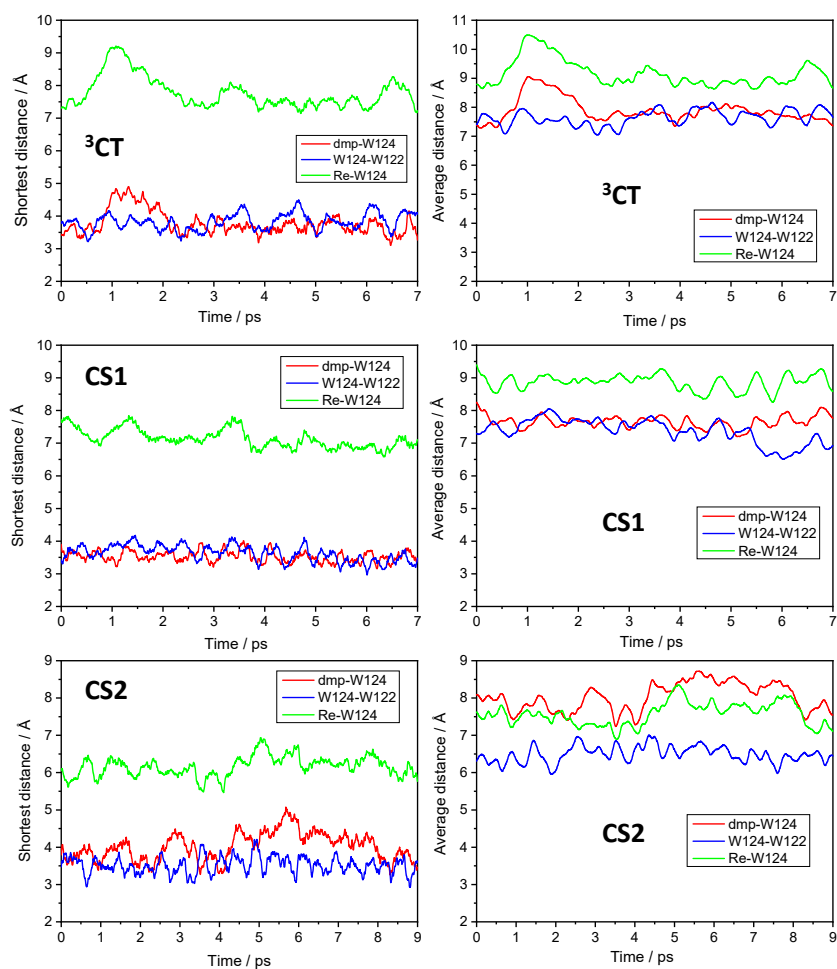 10
9
8
7
6
5
4
3
2
Shortest distance / Å
³CT
dmp-W124
W124-W122
Re-W124
0 1 2 3 4 5 6 7
Time / ps
11
10
9
8
7
6
5
4
3
2
Average distance / Å
³CT
dmp-W124
W124-W122
Re-W124
0 1 2 3 4 5 6 7
Time / ps
10
9
8
7
6
5
4
3
2
Shortest distance / Å
CS1
dmp-W124
W124-W122
Re-W124
0 1 2 3 4 5 6 7
Time / ps
10
9
8
7
6
5
4
3
2
Average distance / Å
CS1
dmp-W124
W124-W122
Re-W124
0 1 2 3 4 5 6 7
Time / ps
9
8
7
6
5
4
3
2
Shortest distance / Å
CS2
dmp-W124
W124-W122
Re-W124
0 1 2 3 4 5 6 7 8 9
Time / ps
9
8
7
6
5
4
3
2
Average distance / Å
CS2
dmp-W124
W124-W122
Re-W124
0 1 2 3 4 5 6 7 8 9
Time / ps